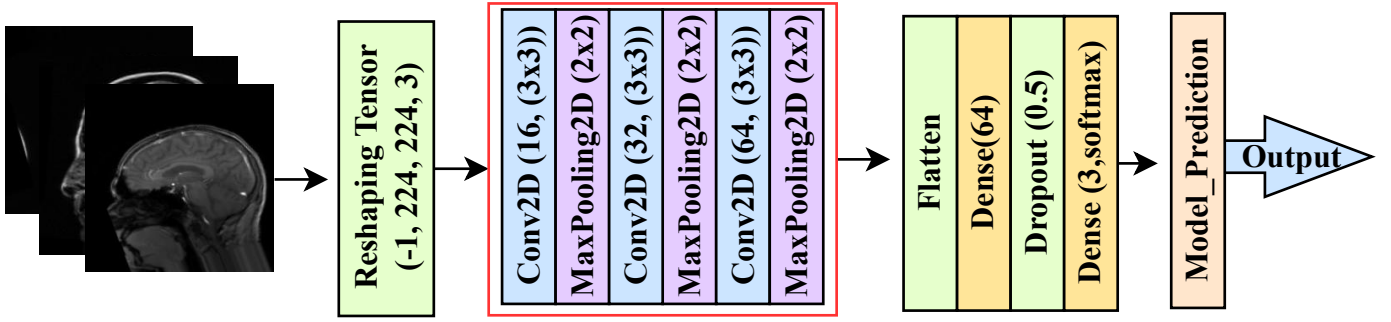 Reshaping Tensor
(-1, 224, 224, 3)
Conv2D (16, (3x3))
MaxPooling2D (2x2)
Conv2D (32, (3x3))
MaxPooling2D (2x2)
Conv2D (64, (3x3))
MaxPooling2D (2x2)
Flatten
Dense(64)
Dropout (0.5)
Dense (3,softmax)
Model_Prediction
Output